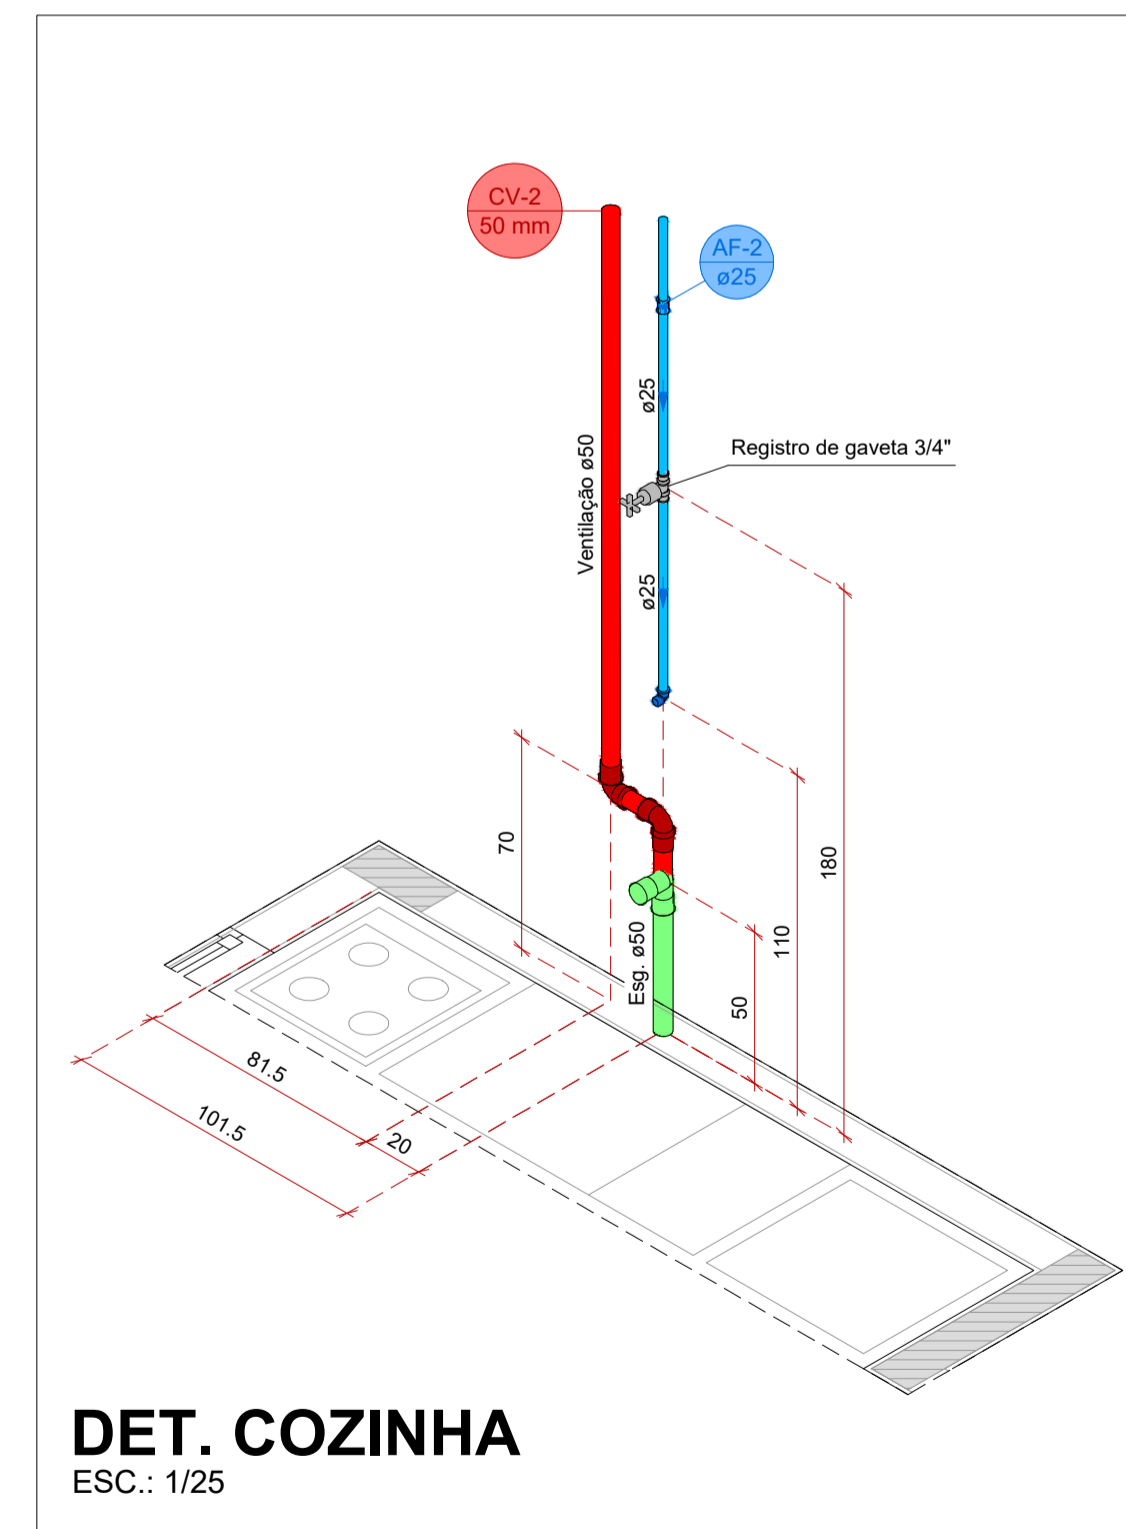 CV-2
50 mm
AF-2
ø25
ø25
Registro de gaveta 3/4"
Ventilação ø50
ø25
70
180
110
Esg. ø50
50
81.5
101.5
20
DET. COZINHA
ESC.: 1/25